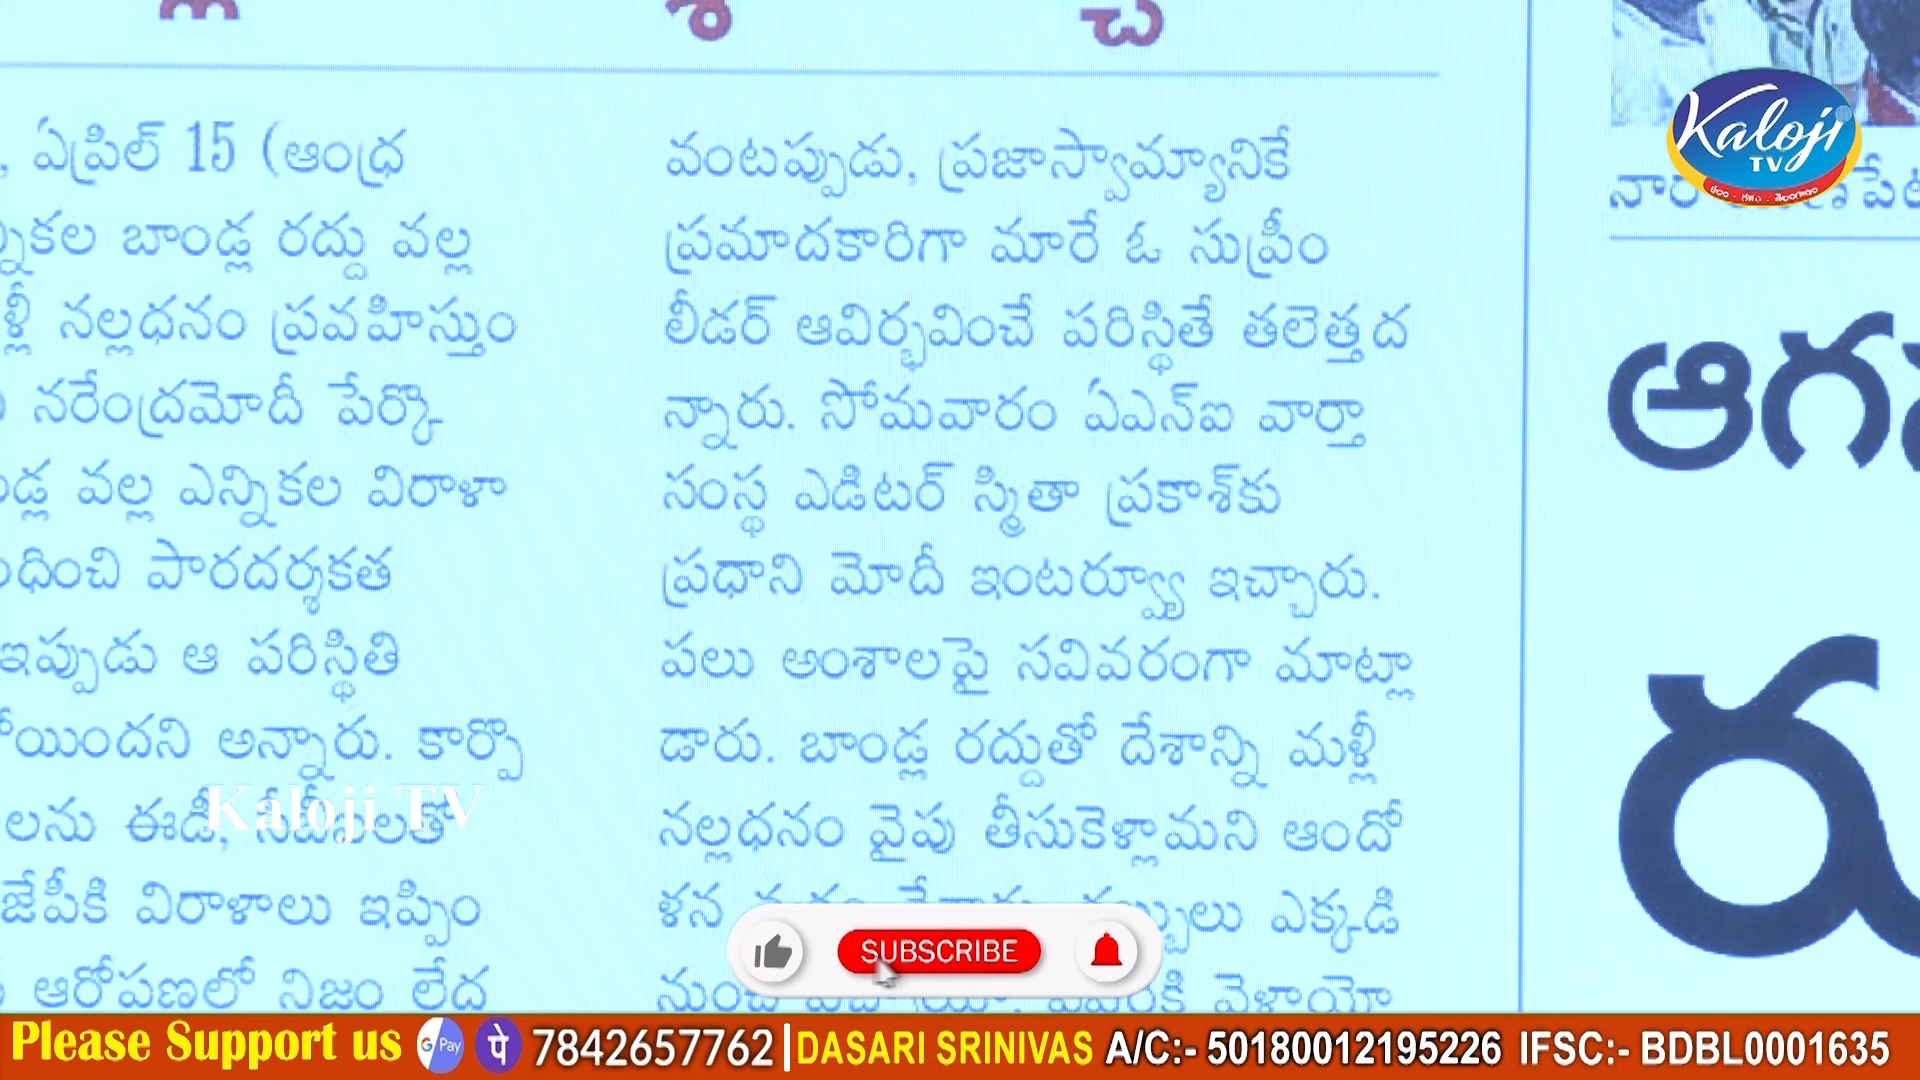 , ఏప్రిల్ 15 (ఆంధ్ర
న్నికల బాండ్ల రద్దు వల్ల
ళ్లీ నల్లధనం ప్రవహిస్తుం
నరేంద్రమోదీ పేర్కొ
వల్ల ఎన్నికల విరాళా
ంధించి పారదర్శకత
ఇప్పుడు ఆ పరిస్థితి
ోయిందని అన్నారు. కార్పొ
లను ఈడీ, సీబీఐలతో
జేపీకి విరాళాలు ఇప్పిం
ఆరోపణలో నిజం లేద
వంటప్పుడు, ప్రజాస్వామ్యానికే
ప్రమాదకారిగా మారే ఓ సుప్రీం
లీడర్ ఆవిర్భవించే పరిస్థితే తలెత్తద
న్నారు. సోమవారం ఏఎన్ఐ వార్తా
సంస్థ ఎడిటర్ స్మితా ప్రకాశ్‌కు
ప్రధాని మోదీ ఇంటర్వ్యూ ఇచ్చారు.
పలు అంశాలపై సవివరంగా మాట్లా
డారు. బాండ్ల రద్దుతో దేశాన్ని మళ్లీ
నల్లధనం వైపు తీసుకెళ్లామని ఆందో
ళన ఎక్కడి
వెళ్లాయో
Kaloji
TV
ఆగ
ర
Kaloji TV
SUBSCRIBE
Please Support us G Pay पे 7842657762 | DASARI SRINIVAS A/C:- 50180012195226 IFSC:- BDBL0001635